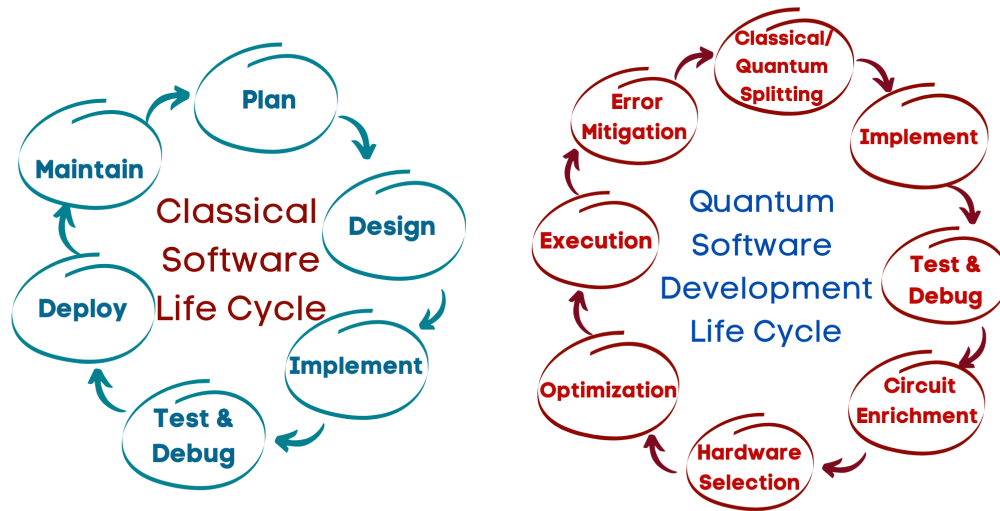 Plan
Design
Implement
Test &
Debug
Deploy
Maintain
Classical
Software
Life Cycle
Classical/
Quantum
Splitting
Implement
Test &
Debug
Circuit
Enrichment
Hardware
Selection
Optimization
Execution
Error
Mitigation
Quantum
Software
Development
Life Cycle